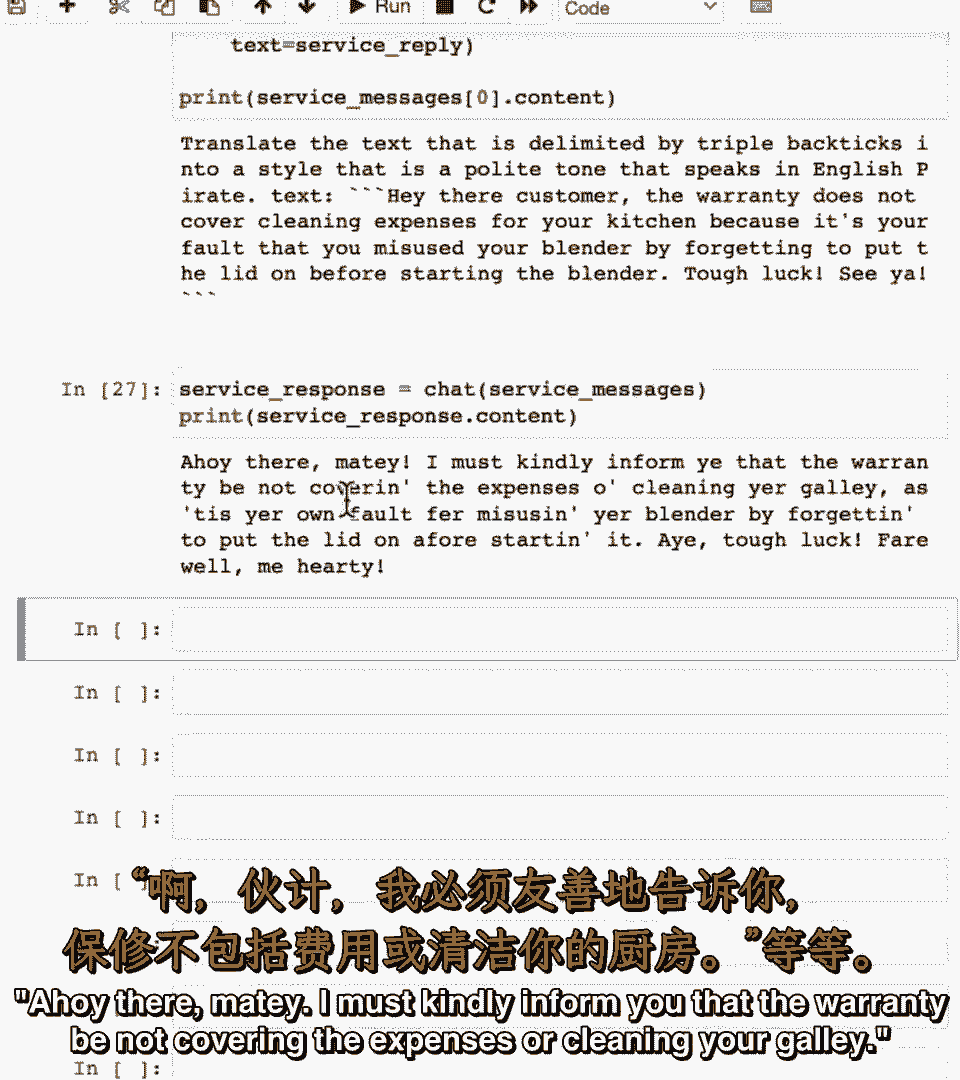 Run
Code
text=service_reply)
print(service_messages[0].content)
Translate the text that is delimited by triple backticks i
nto a style that is a polite tone that speaks in English P
irate. text: ```Hey there customer, the warranty does not
cover cleaning expenses for your kitchen because it's your
fault that you misused your blender by forgetting to put t
he lid on before starting the blender. Tough luck! See ya!
```
In [27]: service_response = chat(service_messages)
print(service_response.content)
Ahoy there, matey! I must kindly inform ye that the warran
ty be not coverin' the expenses o' cleaning yer galley, as
'tis yer own fault fer misusin' yer blender by forgettin'
to put the lid on afore startin' it. Aye, tough luck! Fare
well, me hearty!
In [ ]:
In [ ]:
In [ ]:
In [ ]:
In [
“啊，伙计，我必须友善地告诉你，
保修不包括费用或清洁你的厨房。”等等。
"Ahoy there, matey. I must kindly inform you that the warranty
be not covering the expenses or cleaning your galley."
In [ ]: